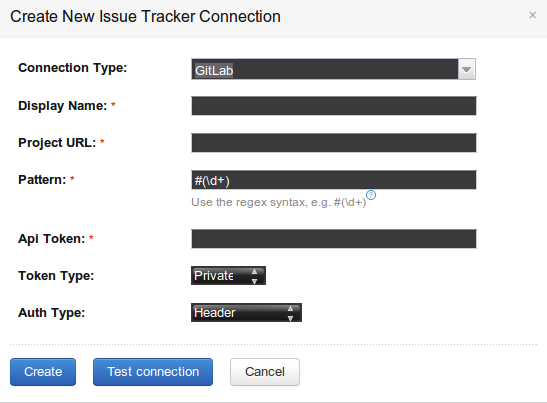 Create New Issue Tracker Connection ×
Connection Type: GitLab
Display Name: *
Project URL: *
Pattern: * #(\d+)
Use the regex syntax, e.g. #(\d+) ?
Api Token: *
Token Type: Private
Auth Type: Header
Create Test connection Cancel